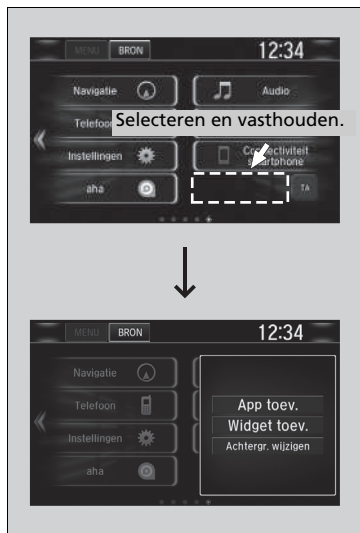 MENU BRON 12:34
Navigatie Audio
Telefoon
Selecteren en vasthouden.
Instellingen Connectiviteit smartphone
aha TA
MENU BRON 12:34
Navigatie
Telefoon App toev.
Widget toev.
Instellingen Achtergr. wijzigen
aha